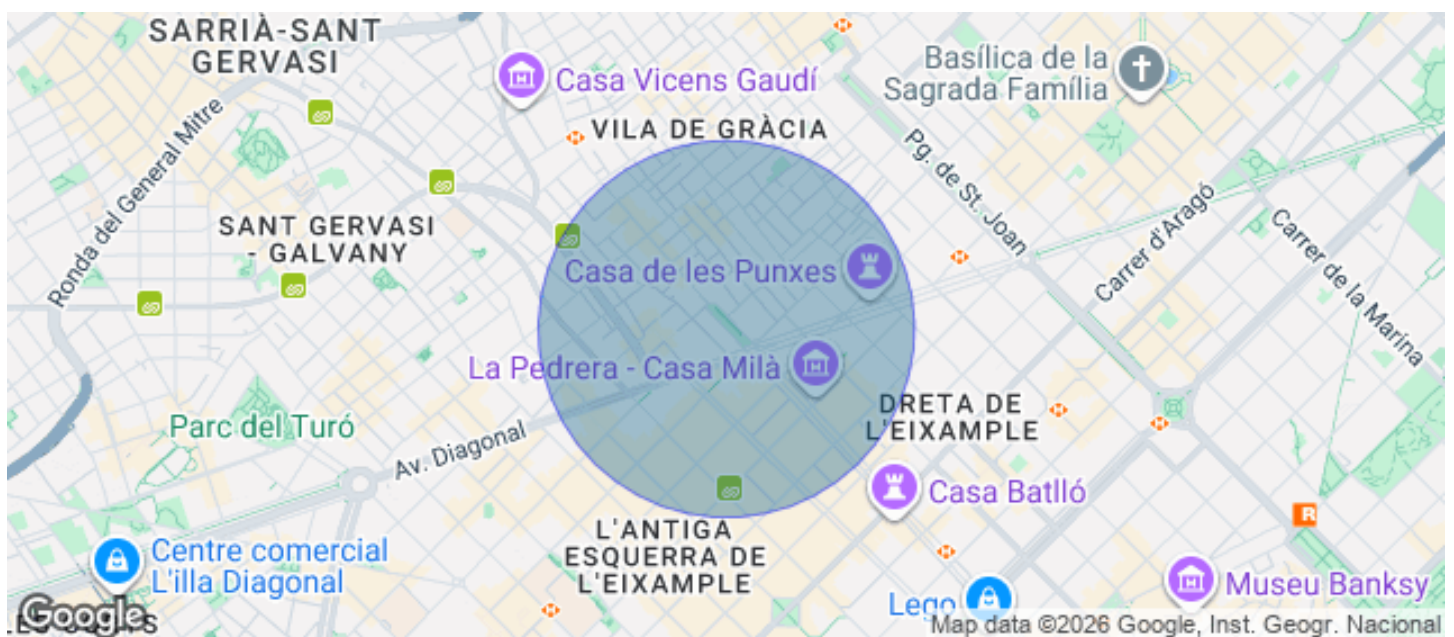 SARRIÀ-SANT
GERVASI
Casa Vicens Gaudí
Basílica de la
Sagrada Família
VILA DE GRÀCIA
Ronda del General Mitre
Pg. de St. Joan
SANT GERVASI
- GALVANY
Carrer d'Aragó
Carrer de la Marina
Casa de les Punxes
La Pedrera - Casa Milà
DRETA DE
L'EIXAMPLE
Parc del Turó
Av. Diagonal
Casa Batlló
L'ANTIGA
ESQUERRA DE
L'EIXAMPLE
Centre comercial
L'illa Diagonal
R
Museu Banksy
Lego
Google
Map data ©2026 Google, Inst. Geogr. Nacional